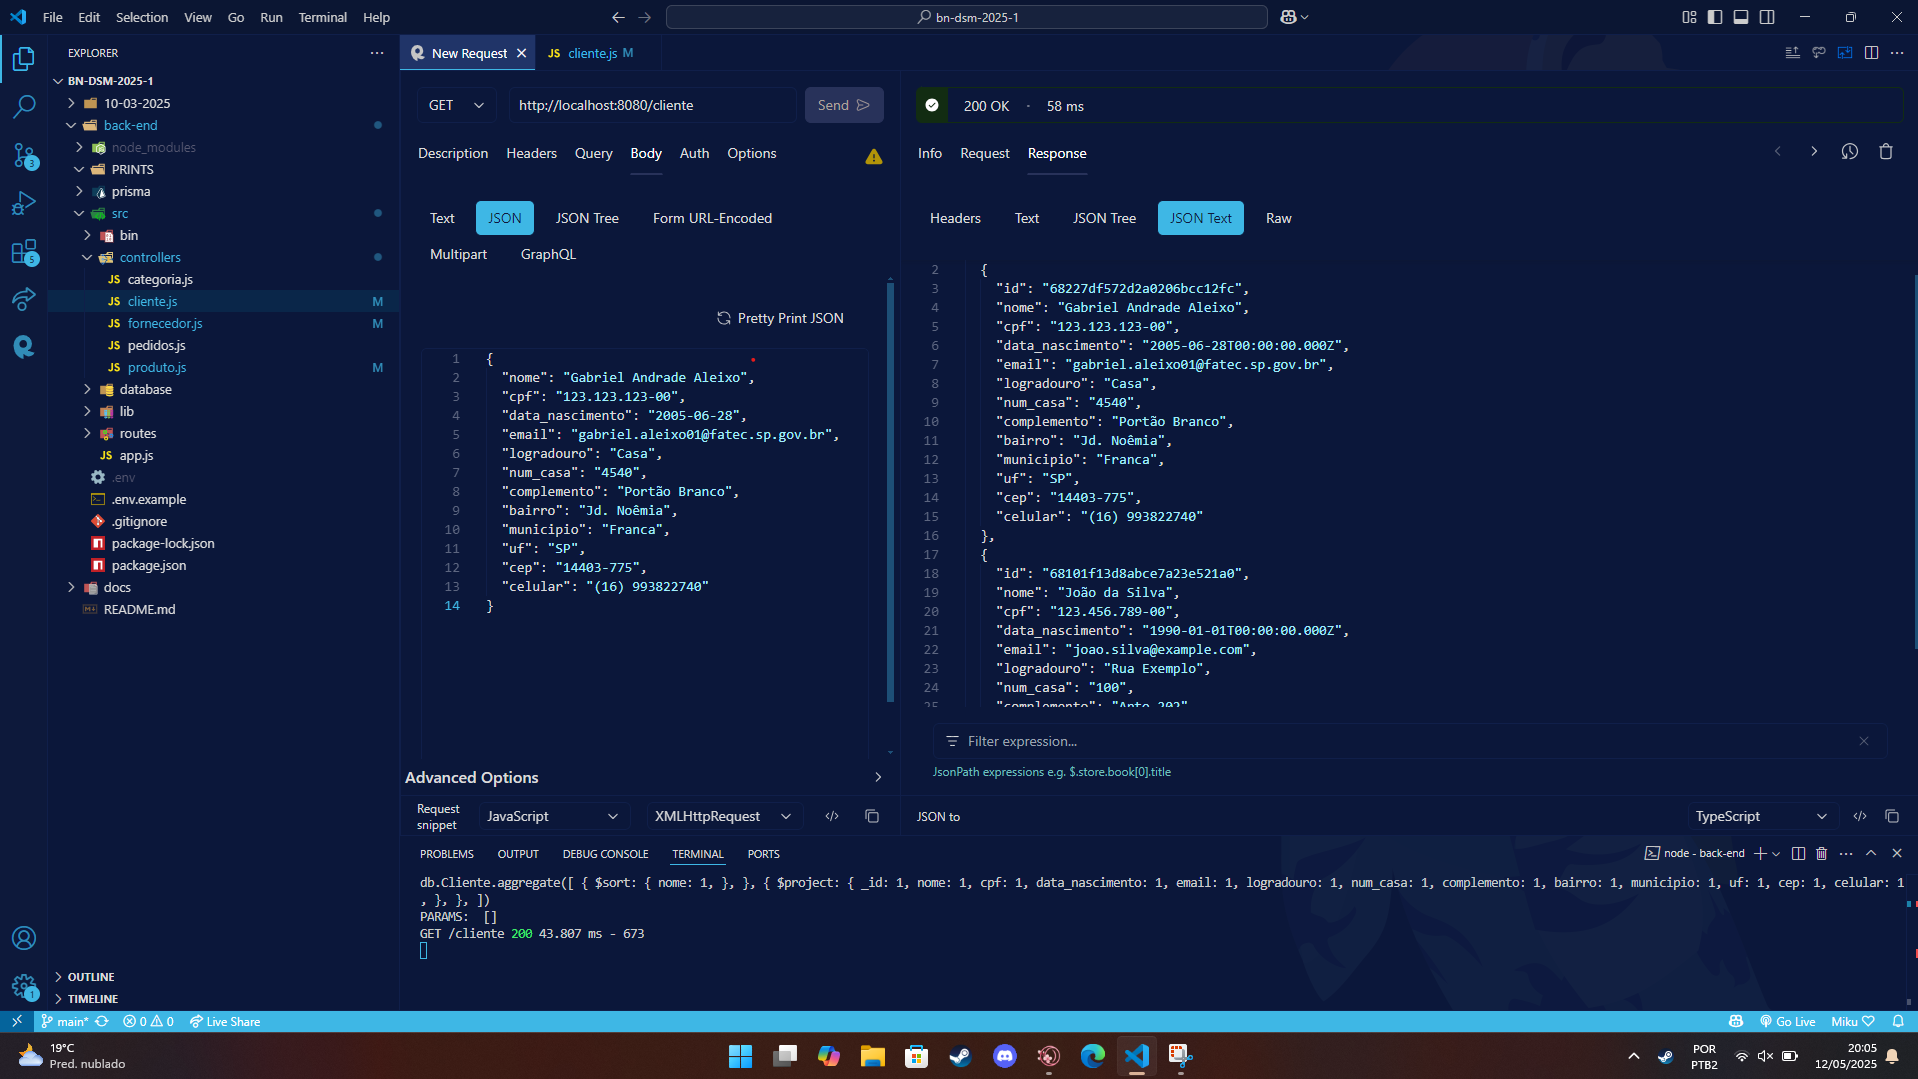 File Edit Selection View Go Run Terminal Help
bn-dsm-2025-1
EXPLORER
BN-DSM-2025-1
10-03-2025
back-end
node_modules
PRINTS
prisma
src
bin
controllers
JS categoria.js
JS cliente.js M
JS fornecedor.js M
JS pedidos.js
JS produto.js M
database
lib
routes
JS app.js
.env
.env.example
.gitignore
package-lock.json
package.json
docs
README.md
OUTLINE
TIMELINE
3
5
1
New Request
JS cliente.js M
GET
http://localhost:8080/cliente
Send
Description Headers Query Body Auth Options
Text JSON JSON Tree Form URL-Encoded
Multipart GraphQL
Pretty Print JSON
1 {
2 "nome": "Gabriel Andrade Aleixo",
3 "cpf": "123.123.123-00",
4 "data_nascimento": "2005-06-28",
5 "email": "gabriel.aleixo01@fatec.sp.gov.br",
6 "logradouro": "Casa",
7 "num_casa": "4540",
8 "complemento": "Portão Branco",
9 "bairro": "Jd. Noêmia",
10 "municipio": "Franca",
11 "uf": "SP",
12 "cep": "14403-775",
13 "celular": "(16) 993822740"
14 }
Advanced Options
Request snippet
JavaScript
XMLHttpRequest
200 OK · 58 ms
Info Request Response
Headers Text JSON Tree JSON Text Raw
2 {
3 "id": "68227df572d2a0206bcc12fc",
4 "nome": "Gabriel Andrade Aleixo",
5 "cpf": "123.123.123-00",
6 "data_nascimento": "2005-06-28T00:00:00.000Z",
7 "email": "gabriel.aleixo01@fatec.sp.gov.br",
8 "logradouro": "Casa",
9 "num_casa": "4540",
10 "complemento": "Portão Branco",
11 "bairro": "Jd. Noêmia",
12 "municipio": "Franca",
13 "uf": "SP",
14 "cep": "14403-775",
15 "celular": "(16) 993822740"
16 },
17 {
18 "id": "68101f13d8abce7a23e521a0",
19 "nome": "João da Silva",
20 "cpf": "123.456.789-00",
21 "data_nascimento": "1990-01-01T00:00:00.000Z",
22 "email": "joao.silva@example.com",
23 "logradouro": "Rua Exemplo",
24 "num_casa": "100",
25 "complemento": "Apto 202"
Filter expression...
JsonPath expressions e.g. $.store.book[0].title
JSON to
TypeScript
PROBLEMS OUTPUT DEBUG CONSOLE TERMINAL PORTS
node - back-end
db.Cliente.aggregate([ { $sort: { nome: 1, }, }, { $project: { _id: 1, nome: 1, cpf: 1, data_nascimento: 1, email: 1, logradouro: 1, num_casa: 1, complemento: 1, bairro: 1, municipio: 1, uf: 1, cep: 1, celular: 1
, }, }, ])
PARAMS: []
GET /cliente 200 43.807 ms - 673
main* 0 0 Live Share
Go Live Miku
19°C
Pred. nublado
POR
PTB2
20:05
12/05/2025